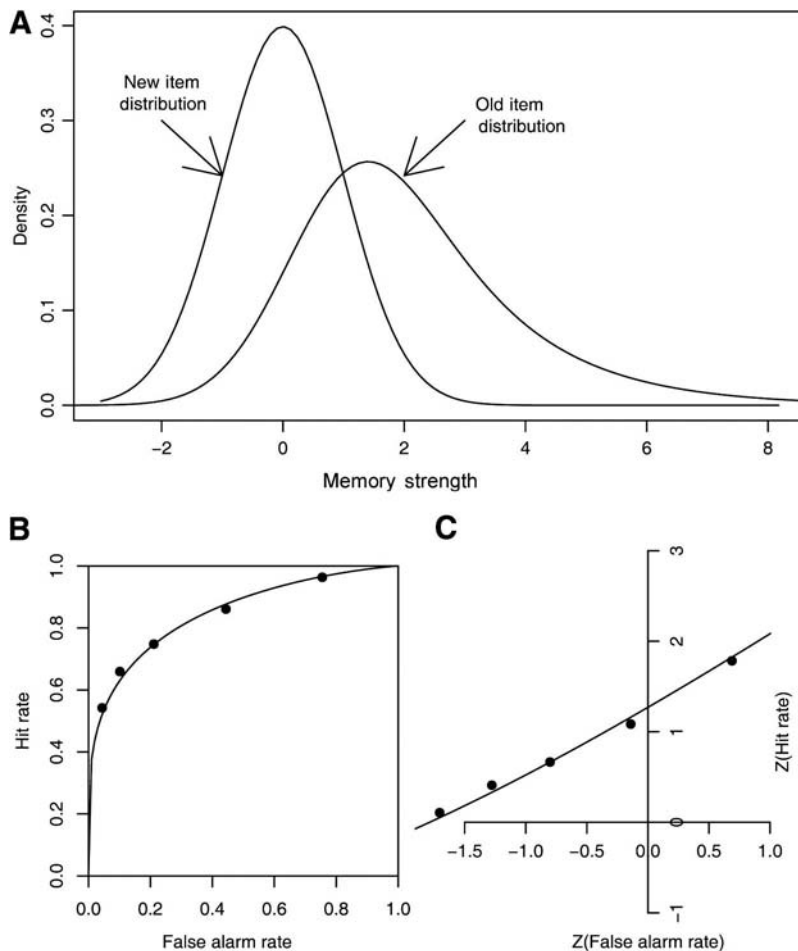 A
New item
distribution
Old item
distribution
Density
0.0
0.1
0.2
0.3
0.4
−2
0
2
4
6
8
Memory strength
B
Hit rate
0.0
0.2
0.4
0.6
0.8
1.0
0.0
0.2
0.4
0.6
0.8
1.0
False alarm rate
C
Z(Hit rate)
3
2
1
0
−1
−1.5
−1.0
−0.5
0.0
0.5
1.0
Z(False alarm rate)